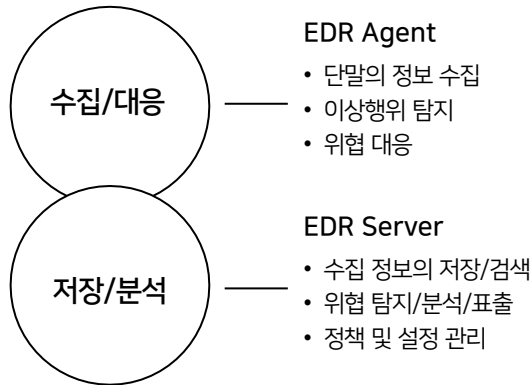 수집/대응
EDR Agent
• 단말의 정보 수집
• 이상행위 탐지
• 위협 대응
저장/분석
EDR Server
• 수집 정보의 저장/검색
• 위협 탐지/분석/표출
• 정책 및 설정 관리